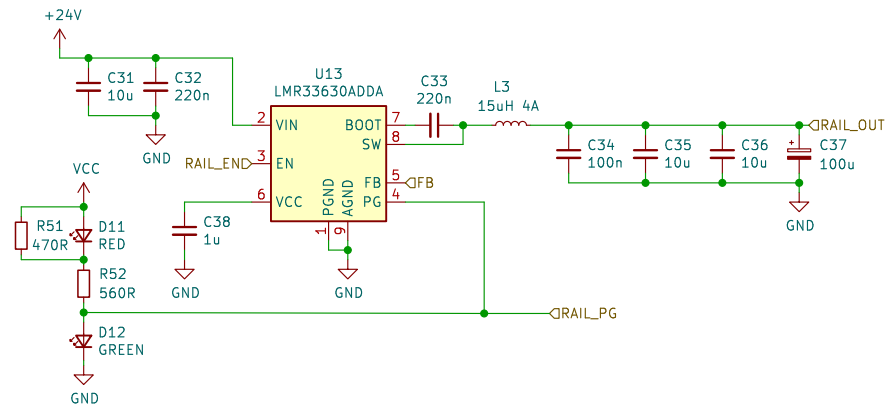 +24V
C31
10u
C32
220n
GND
U13
LMR33630ADDA
2 VIN
3 EN
6 VCC
BOOT 7
SW 8
FB 5
PG 4
PGND
AGND
1
9
GND
C33
220n
L3
15uH 4A
RAIL_OUT
C34
100n
C35
10u
C36
10u
+
C37
100u
GND
RAIL_EN
FB
C38
1u
GND
VCC
R51
470R
D11
RED
R52
560R
RAIL_PG
D12
GREEN
GND